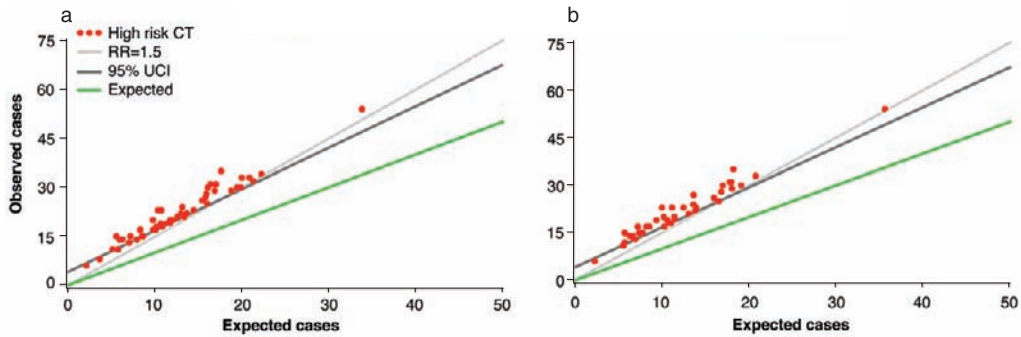 a
75
60
45
30
15
0
Observed cases
High risk CT
RR=1.5
95% UCI
Expected
0 10 20 30 40 50
Expected cases
b
75
60
45
30
15
0
0 10 20 30 40 50
Expected cases